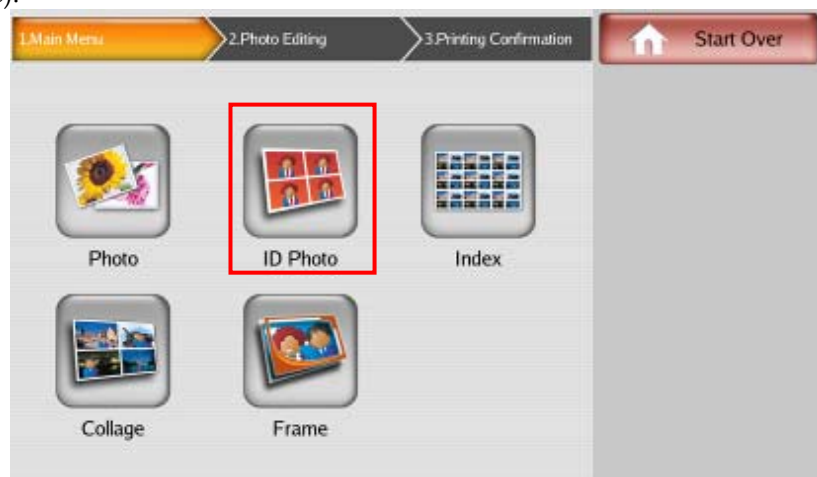 ).
1.Main Menu
2.Photo Editing
3.Printing Confirmation
Start Over
Photo
ID Photo
Index
Collage
Frame